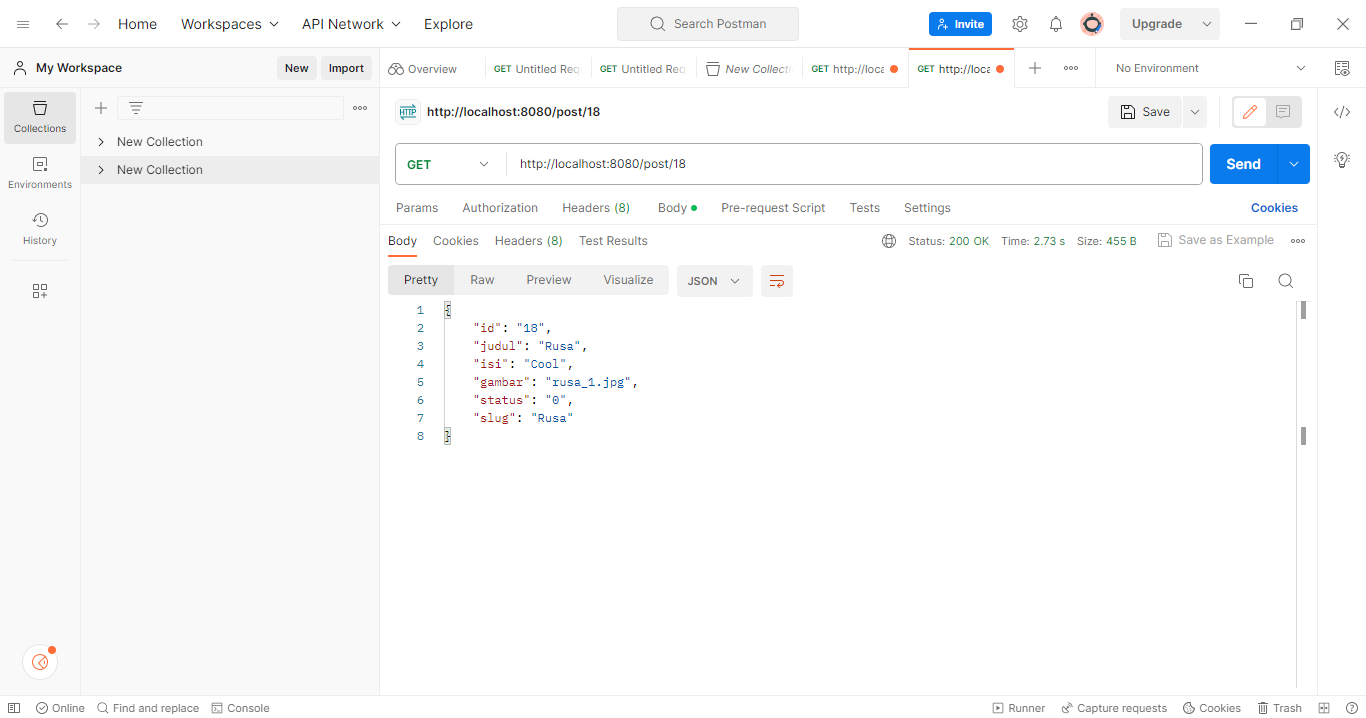 Home Workspaces API Network Explore Search Postman Invite Upgrade
My Workspace New Import Overview GET Untitled Req GET Untitled Req New Collecti GET http://loca GET http://loca No Environment
Collections
Environments
History
New Collection
New Collection
HTTP http://localhost:8080/post/18 Save
GET http://localhost:8080/post/18 Send
Params Authorization Headers (8) Body Pre-request Script Tests Settings Cookies
Body Cookies Headers (8) Test Results Status: 200 OK Time: 2.73 s Size: 455 B Save as Example
Pretty Raw Preview Visualize JSON
1 {
2 "id": "18",
3 "judul": "Rusa",
4 "isi": "Cool",
5 "gambar": "rusa_1.jpg",
6 "status": "0",
7 "slug": "Rusa"
8 }
Online Find and replace Console Runner Capture requests Cookies Trash